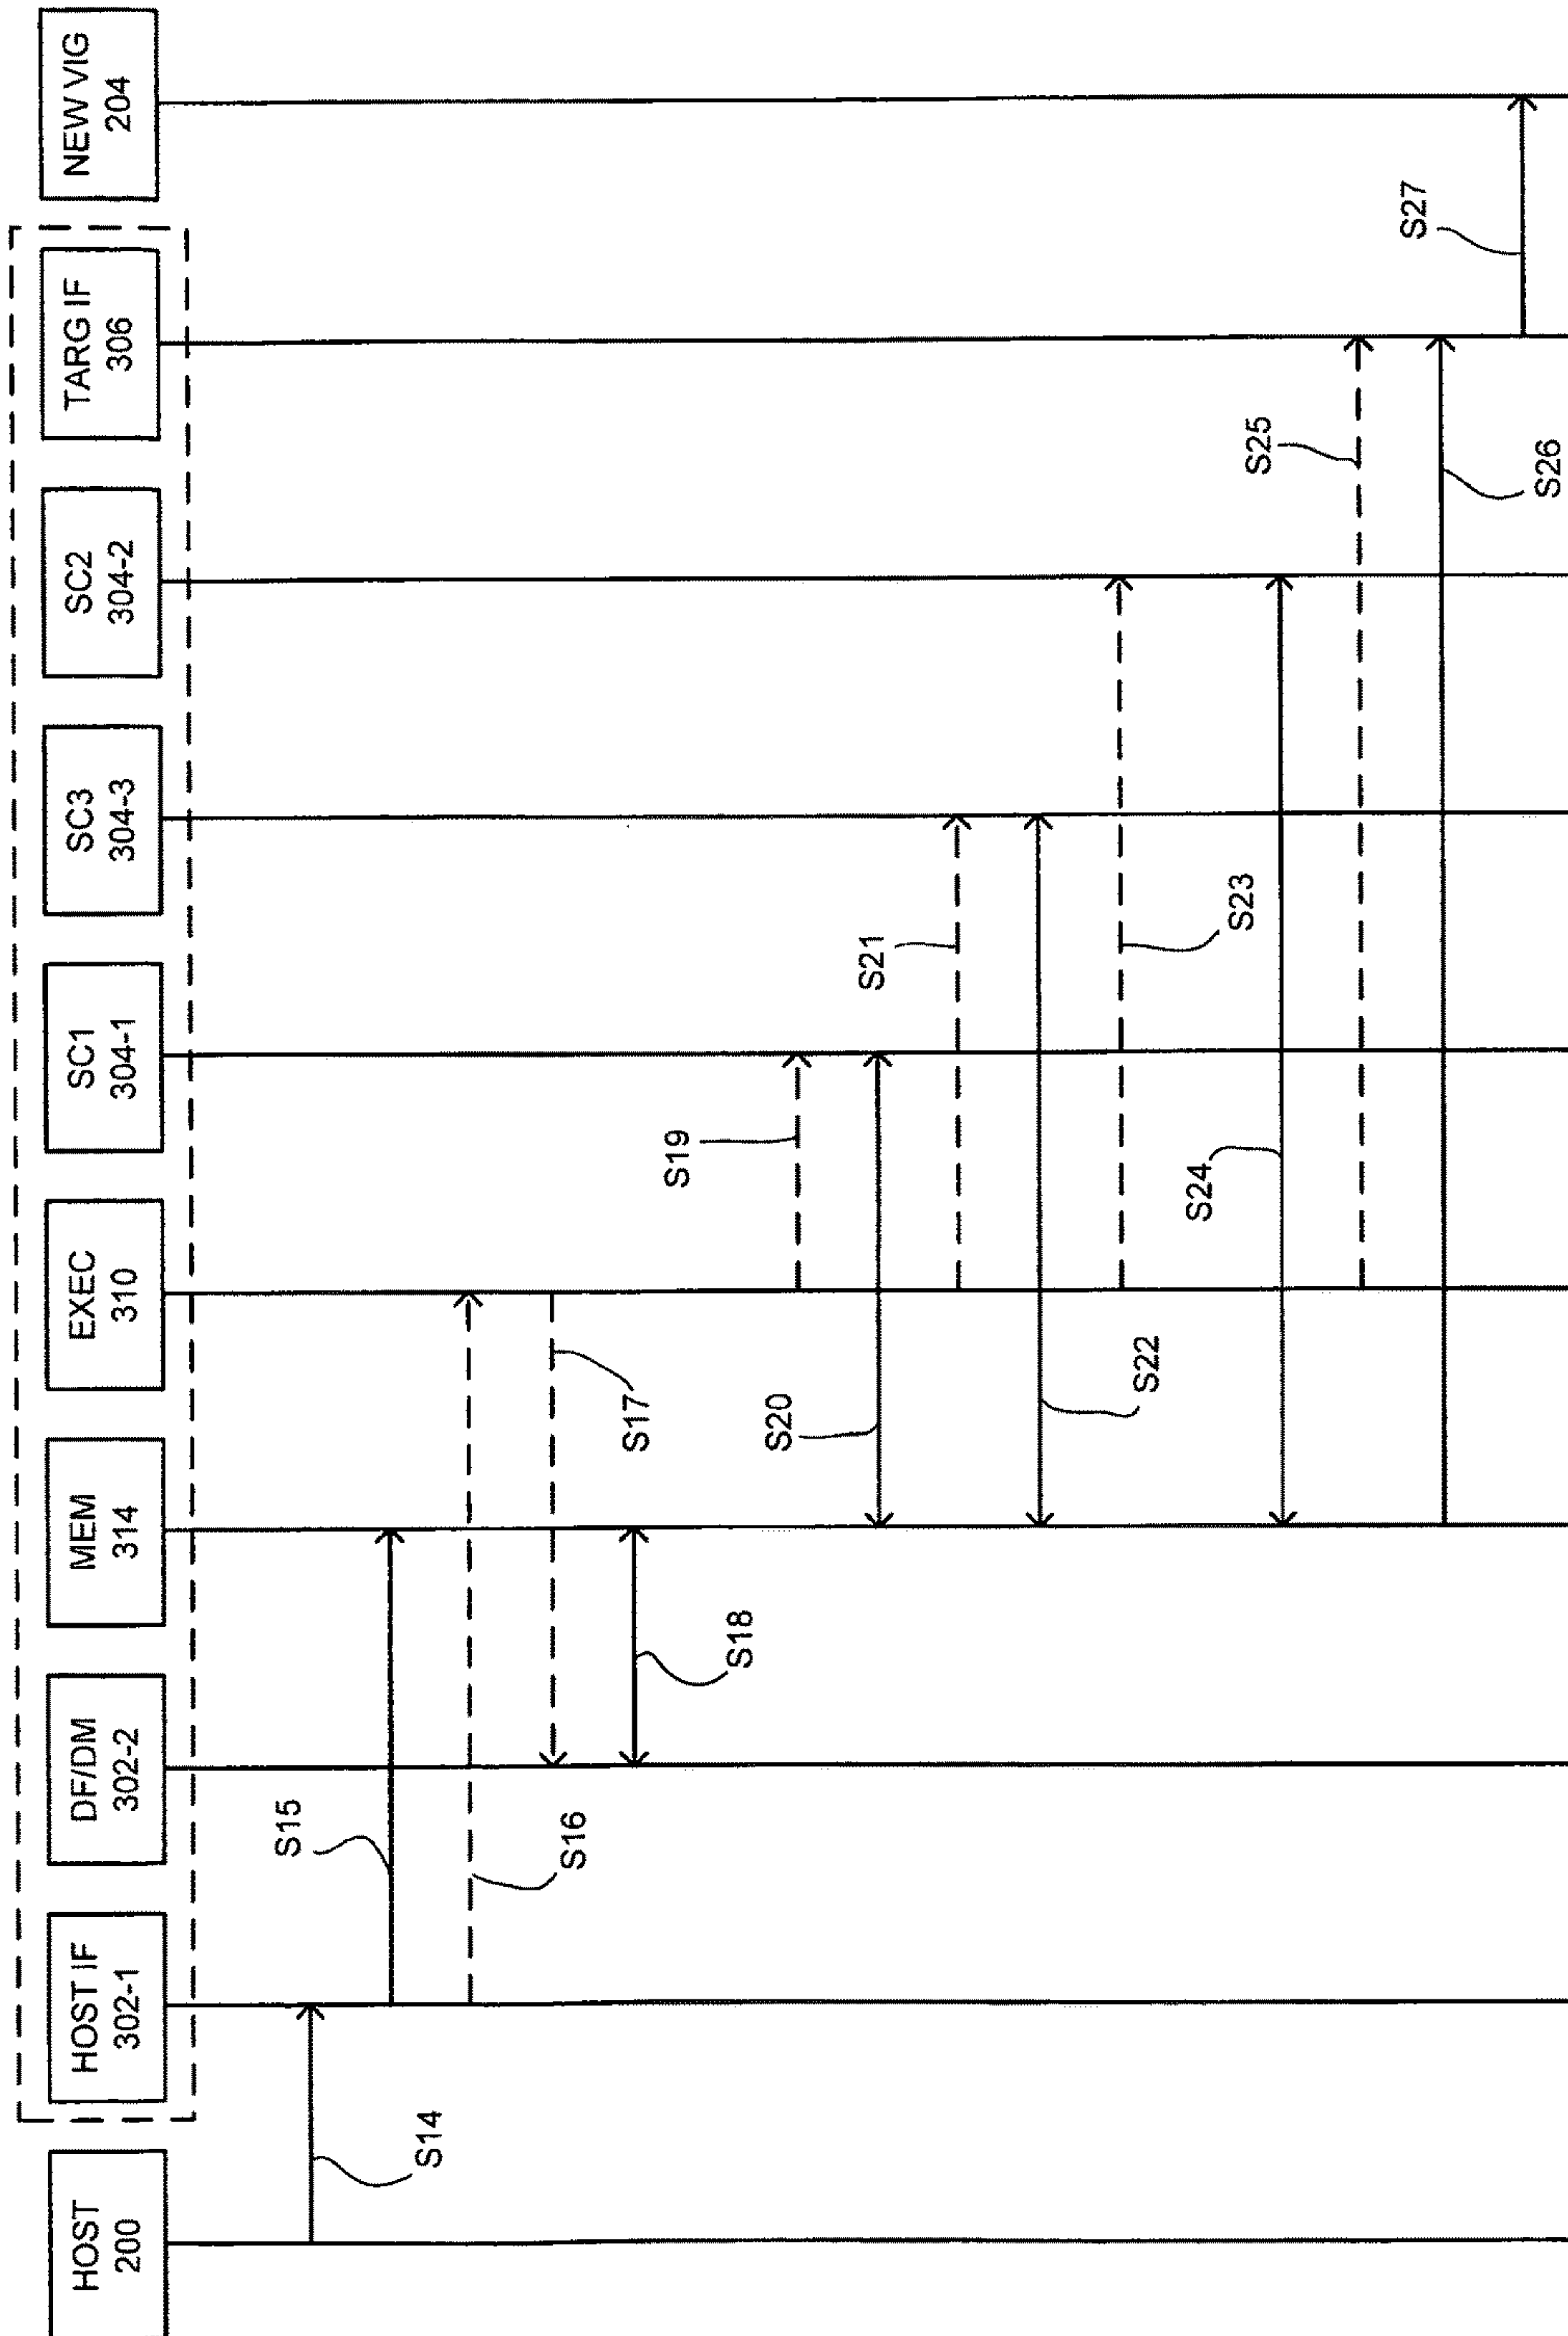 HOST
200
HOST IF
302-1
DF/DM
302-2
MEM
314
EXEC
310
SC1
304-1
SC3
304-3
SC2
304-2
TARG IF
306
NEW VIG
204
S14
S15
S16
S17
S18
S19
S20
S21
S22
S23
S24
S25
S26
S27